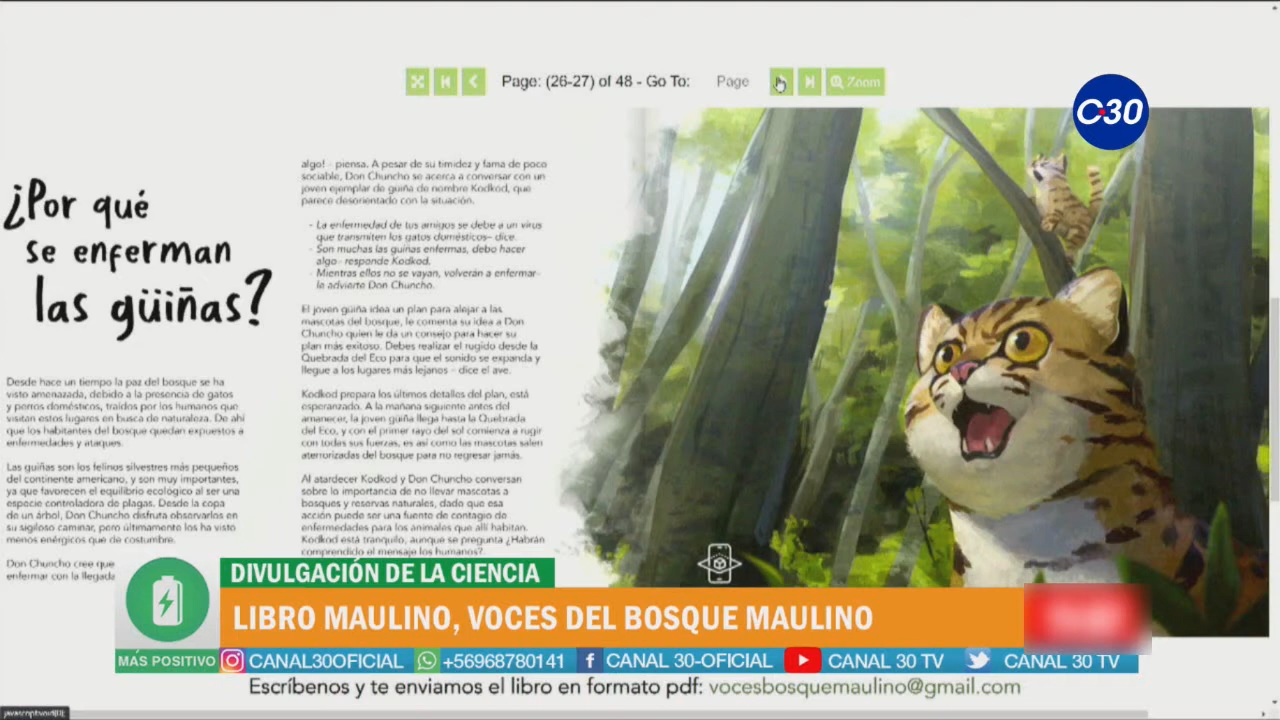 Page: (26-27) of 48 - Go To:
Page
Zoom
C30
¿Por qué
se enferman
las güiñas?
Desde hace un tiempo la paz del bosque se ha
visto amenazada, debido a la presencia de gatos
y perros domésticos, traídos por los humanos que
visitan estos lugares en busca de naturaleza. De ahí
que los habitantes del bosque quedan expuestos a
enfermedades y ataques.
Las guiñas son los felinos silvestres más pequeños
del continente americano, y son muy importantes,
ya que favorecen el equilibrio ecológico al ser una
especie controladora de plagas. Desde la copa
de un árbol, Don Chuncho disfruta observarlos en
su sigiloso caminar, pero últimamente los ha visto
menos enérgicos que de costumbre.
Don Chuncho cree que
enfermar con la llegada
algo! - piensa. A pesar de su timidez y fama de poco
sociable, Don Chuncho se acerca a conversar con un
joven ejemplar de guiña de nombre Kodkod, que
parece desorientado con la situación.
- La enfermedad de tus amigos se debe a un virus
que transmiten los gatos domésticos– dice.
- Son muchas las guiñas enfermas, debo hacer
algo– responde Kodkod.
- Mientras ellos no se vayan, volverán a enfermar–
le advierte Don Chuncho.
El joven güiña idea un plan para alejar a las
mascotas del bosque, le comenta su idea a Don
Chuncho quien le da un consejo para hacer su
plan más exitoso. Debes realizar el rugido desde la
Quebrada del Eco para que el sonido se expanda y
llegue a los lugares más lejanos – dice el ave.
Kodkod prepara los últimos detalles del plan, está
esperanzado. A la mañana siguiente antes del
amanecer, la joven güiña llega hasta la Quebrada
del Eco, y con el primer rayo del sol comienza a rugir
con todas sus fuerzas, es así como las mascotas salen
aterrorizadas del bosque para no regresar jamás.
Al atardecer Kodkod y Don Chuncho conversan
sobre la importancia de no llevar mascotas a
bosques y reservas naturales, dado que esa
acción puede ser una fuente de contagio de
enfermedades para los animales que allí habitan.
Kodkod está tranquilo, aunque se pregunta ¿Habrán
comprendido el mensaje los humanos?.
DIVULGACIÓN DE LA CIENCIA
LIBRO MAULINO, VOCES DEL BOSQUE MAULINO
MÁS POSITIVO
CANAL30OFICIAL +56968780141 CANAL 30-OFICIAL CANAL 30 TV CANAL 30 TV
Escríbenos y te enviamos el libro en formato pdf: vocesbosquemaulino@gmail.com
javascript:void(0);